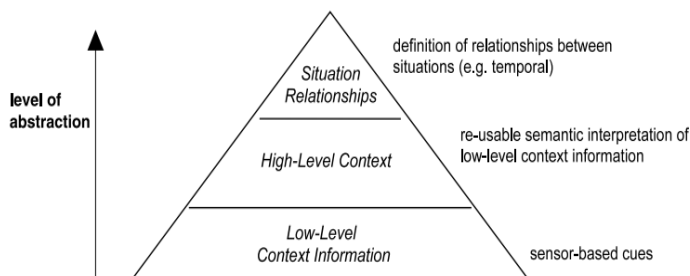 definition of relationships between
situations (e.g. temporal)
Situation
Relationships
level of
abstraction
re-usable semantic interpretation of
low-level context information
High-Level Context
Low-Level
Context Information
sensor-based cues